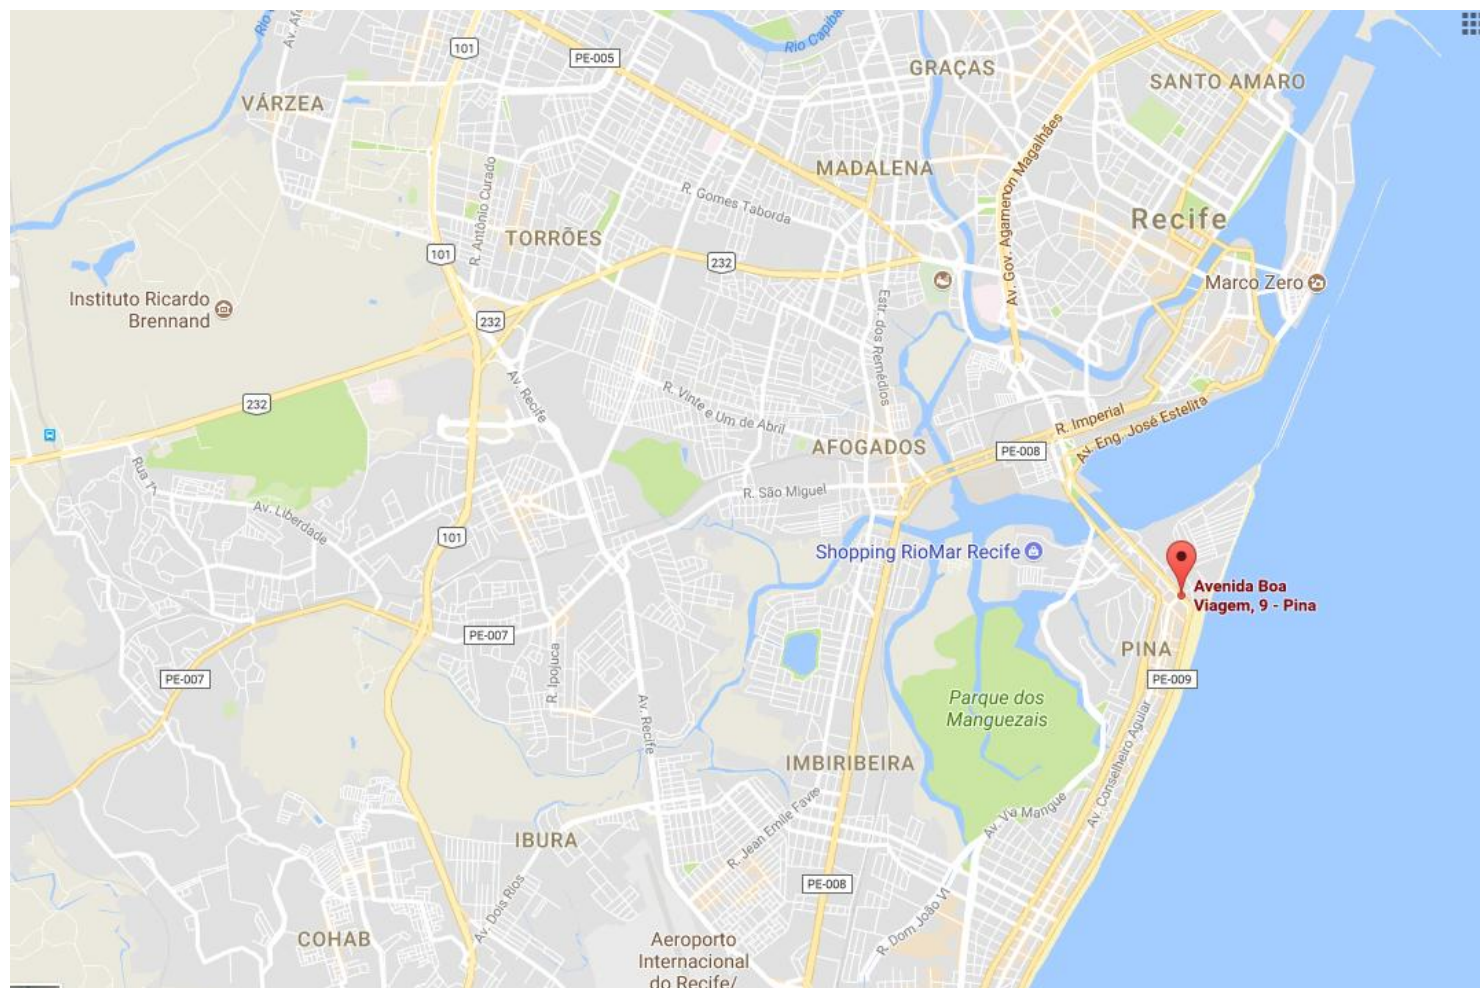 Rio
Av. Af
101
PE-005
Rio Capiba
GRAÇAS
SANTO AMARO
VÁRZEA
MADALENA
Av. Gov. Agamenon Magalhães
R. Antônio Curado
R. Gomes Taborda
Recife
TORRÕES
101
232
Marco Zero
Instituto Ricardo
Brennand
232
Estr. dos Remédios
Av. Recife
R. Vinte e Um de Abril
232
R. Imperial
Av. Eng. José Estelita
AFOGADOS
PE-008
R. São Miguel
Av. Liberdade
101
Shopping RioMar Recife
Avenida Boa
Viagem, 9 - Pina
PE-007
PINA
PE-007
R. Ipojuca
PE-009
Parque dos
Manguezais
Av. Recife
Av. Conselheiro Aguiar
IMBIRIBEIRA
Av. Via Mangue
R. Jean Emile Favre
IBURA
PE-008
Av. Dois Rios
R. Dom João VI
COHAB
Aeroporto
Internacional
do Recife/